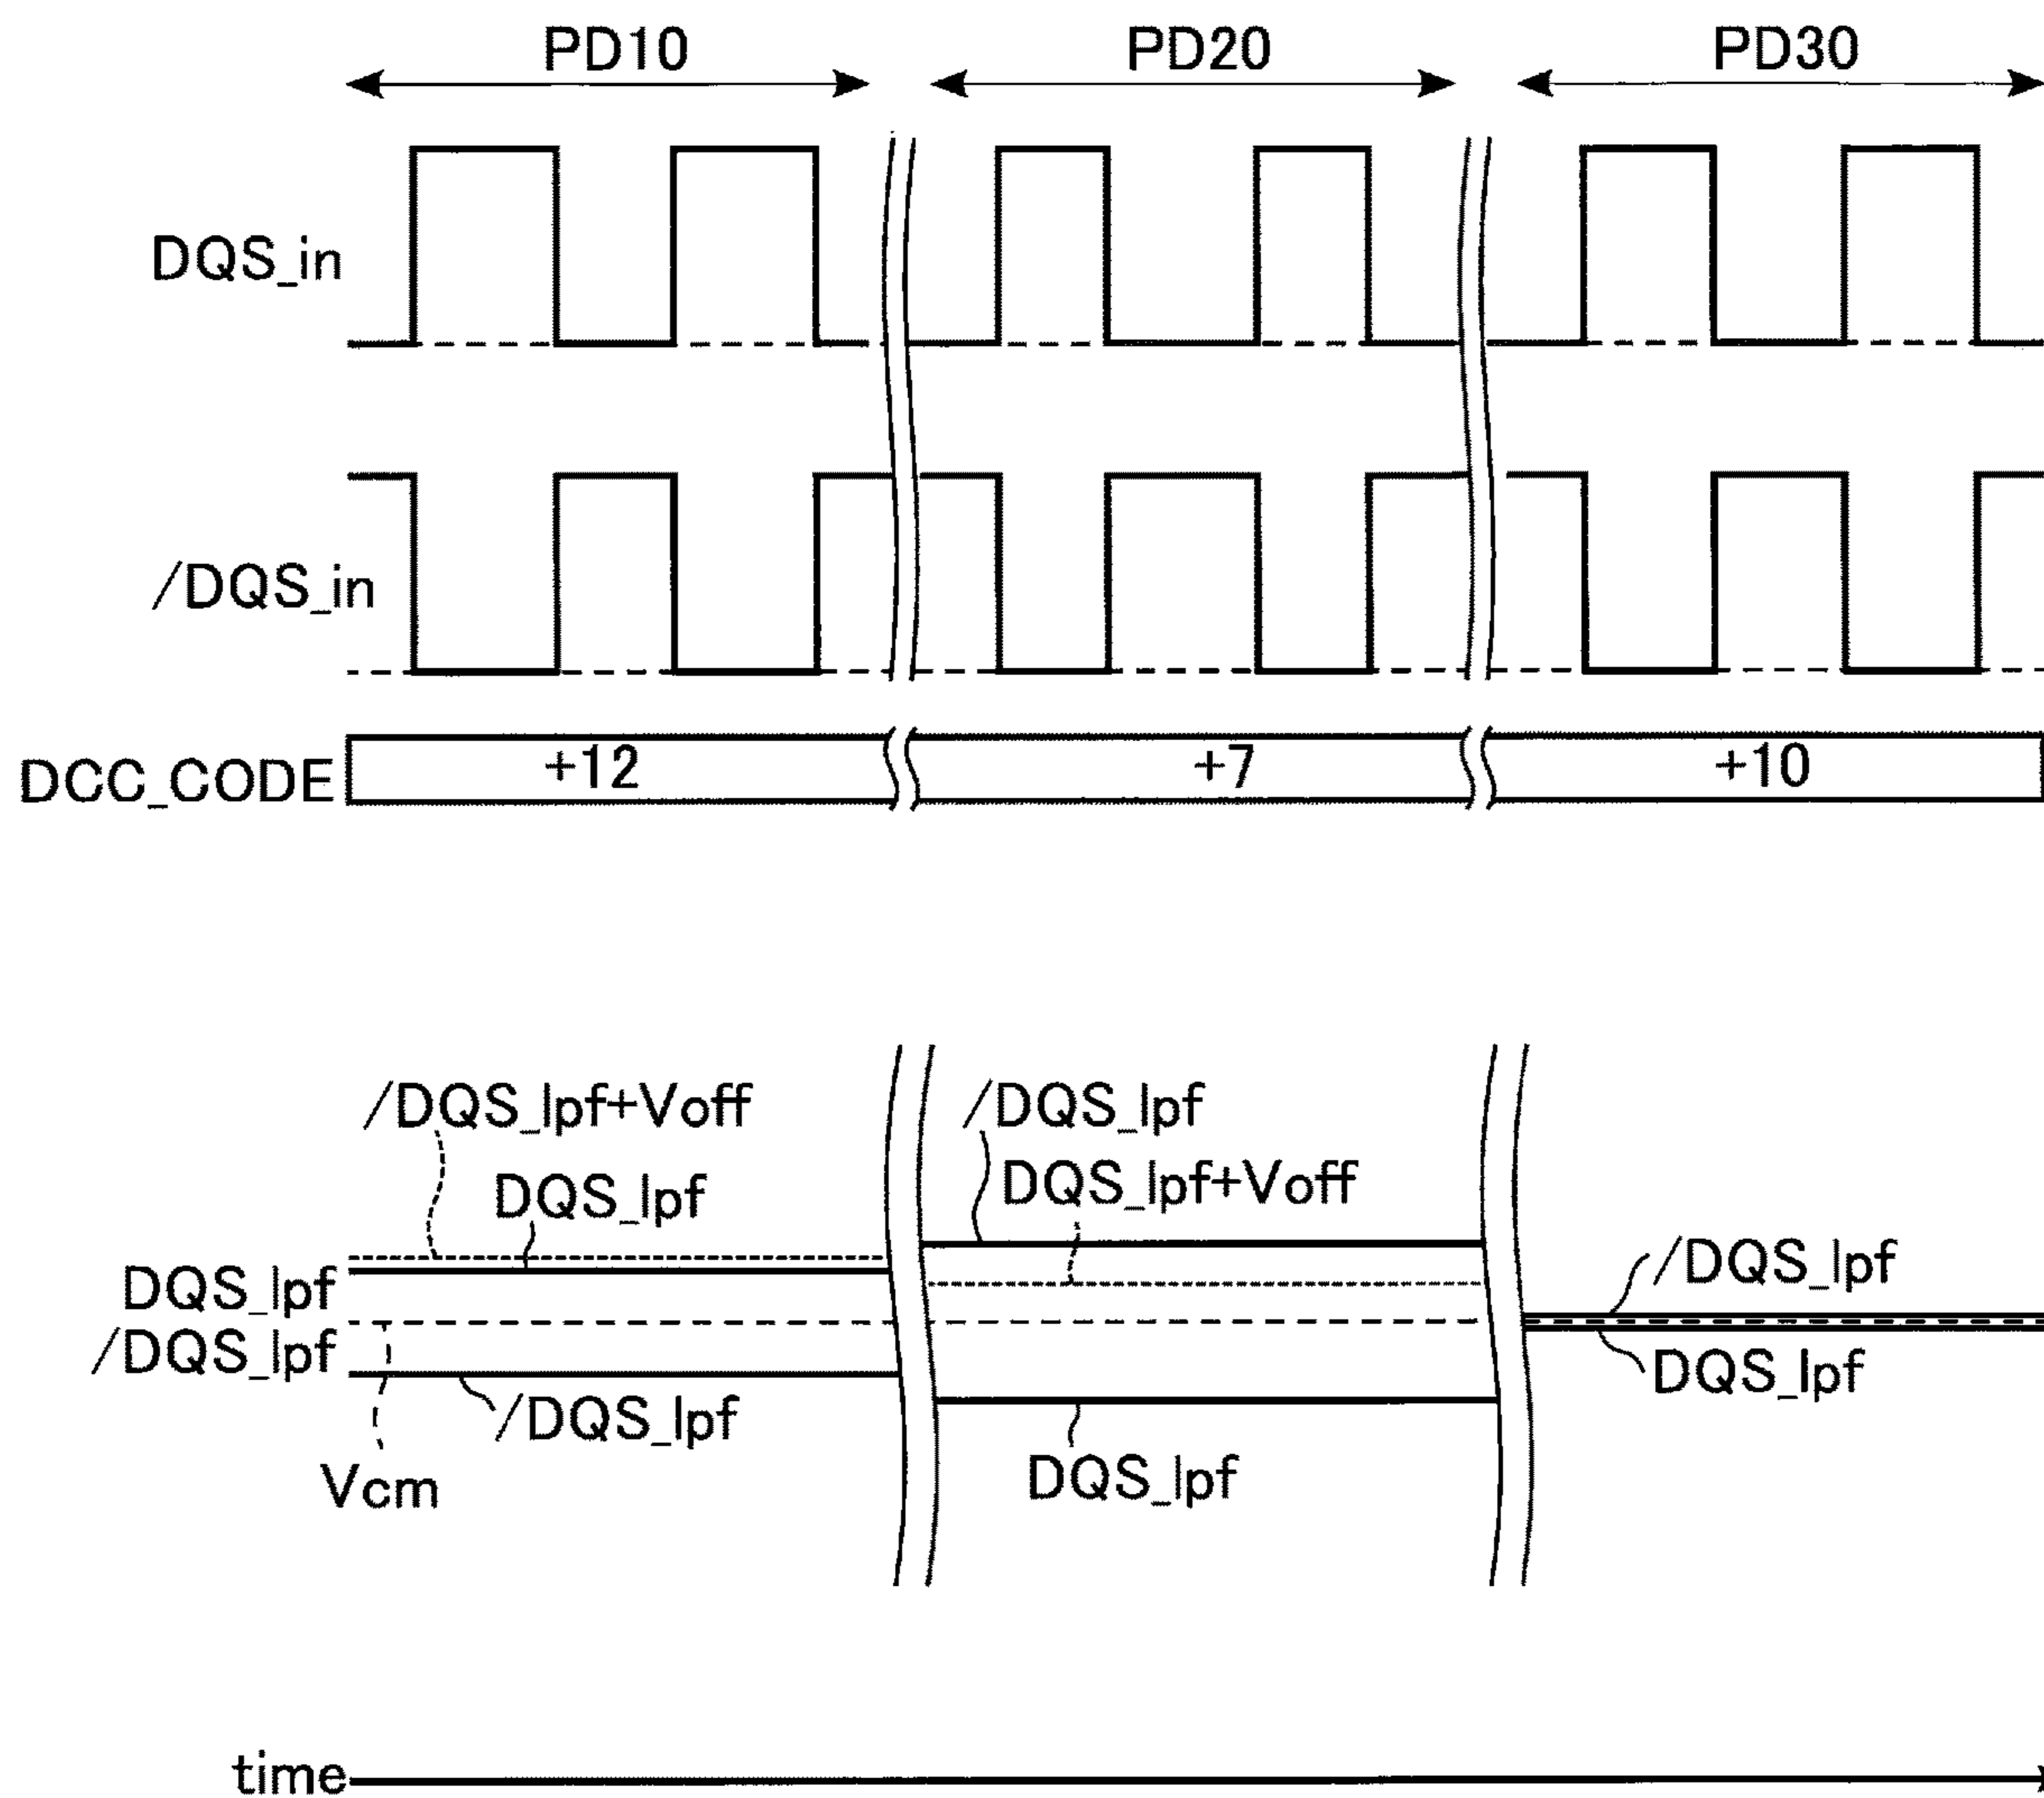 PD10 PD20 PD30
DQS_in
/DQS_in
DCC_CODE +12 +7 +10
/DQS_lpf+Voff /DQS_lpf
DQS_lpf DQS_lpf+Voff
DQS_lpf /DQS_lpf
/DQS_lpf DQS_lpf
/DQS_lpf
Vcm DQS_lpf
time